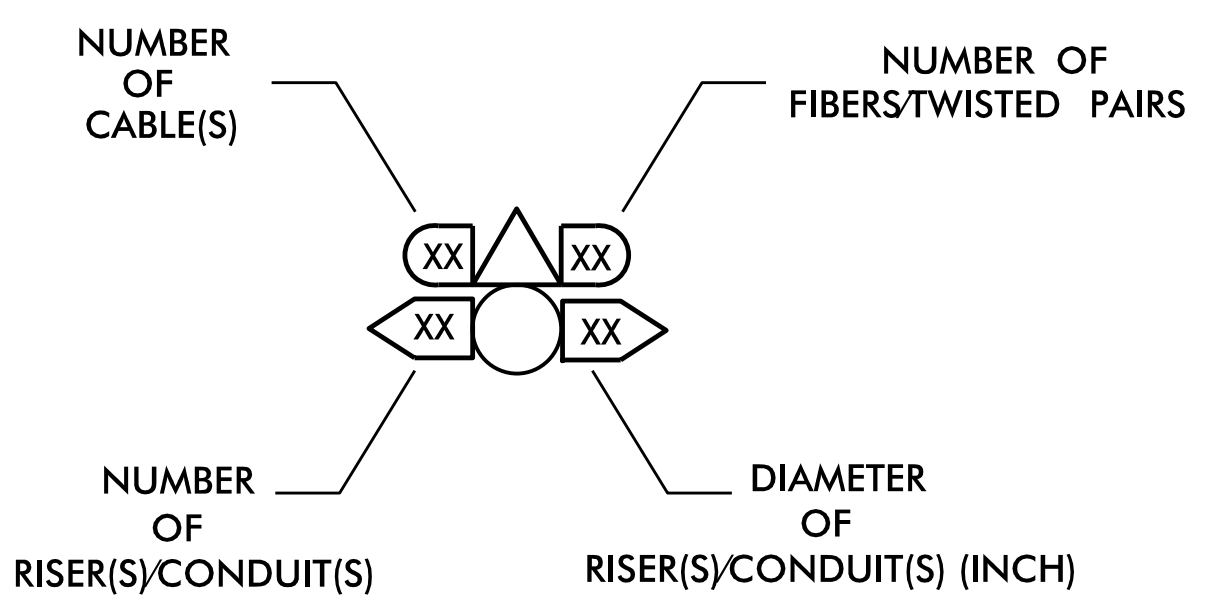 NUMBER
OF
CABLE(S)
NUMBER OF
FIBERS/TWISTED PAIRS
XX
XX
XX
XX
NUMBER
OF
RISER(S)/CONDUIT(S)
DIAMETER
OF
RISER(S)/CONDUIT(S) (INCH)